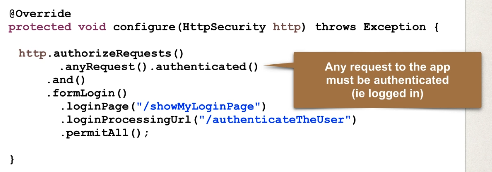 @Override
protected void configure(HttpSecurity http) throws Exception {
http.authorizeRequests()
.anyRequest().authenticated()
.and()
.formLogin()
.loginPage("/showMyLoginPage")
.loginProcessingUrl("/authenticateTheUser")
.permitAll();
}
Any request to the app
must be authenticated
(ie logged in)